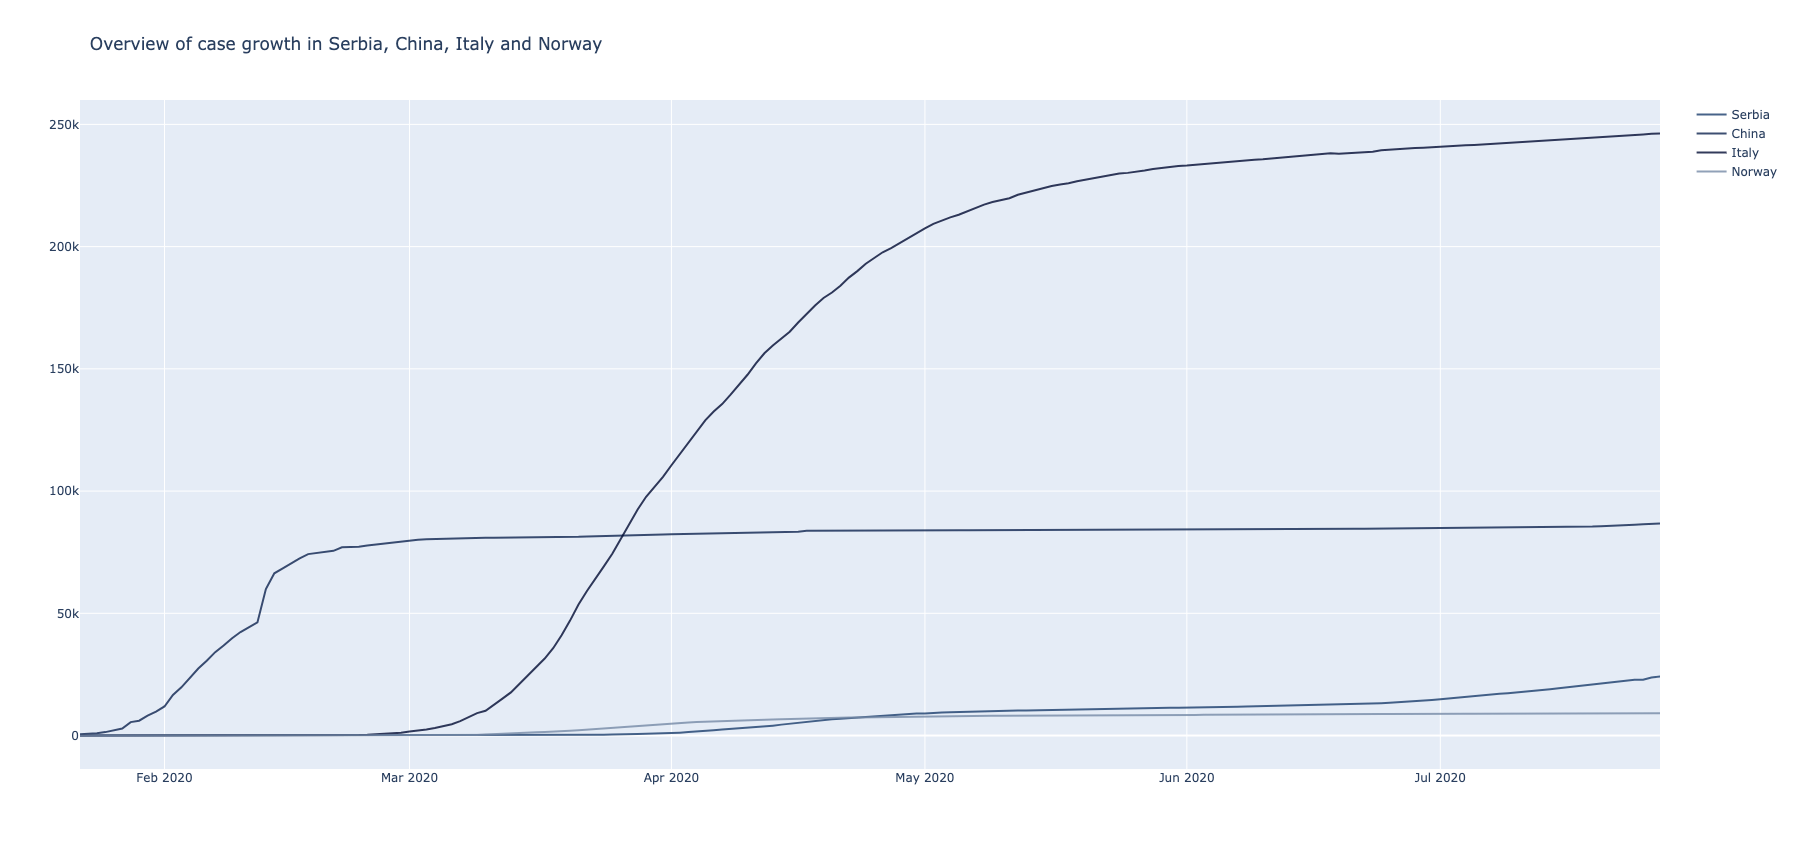 Overview of case growth in Serbia, China, Italy and Norway
250k
200k
150k
100k
50k
0
Feb 2020
Mar 2020
Apr 2020
May 2020
Jun 2020
Jul 2020
Serbia
China
Italy
Norway